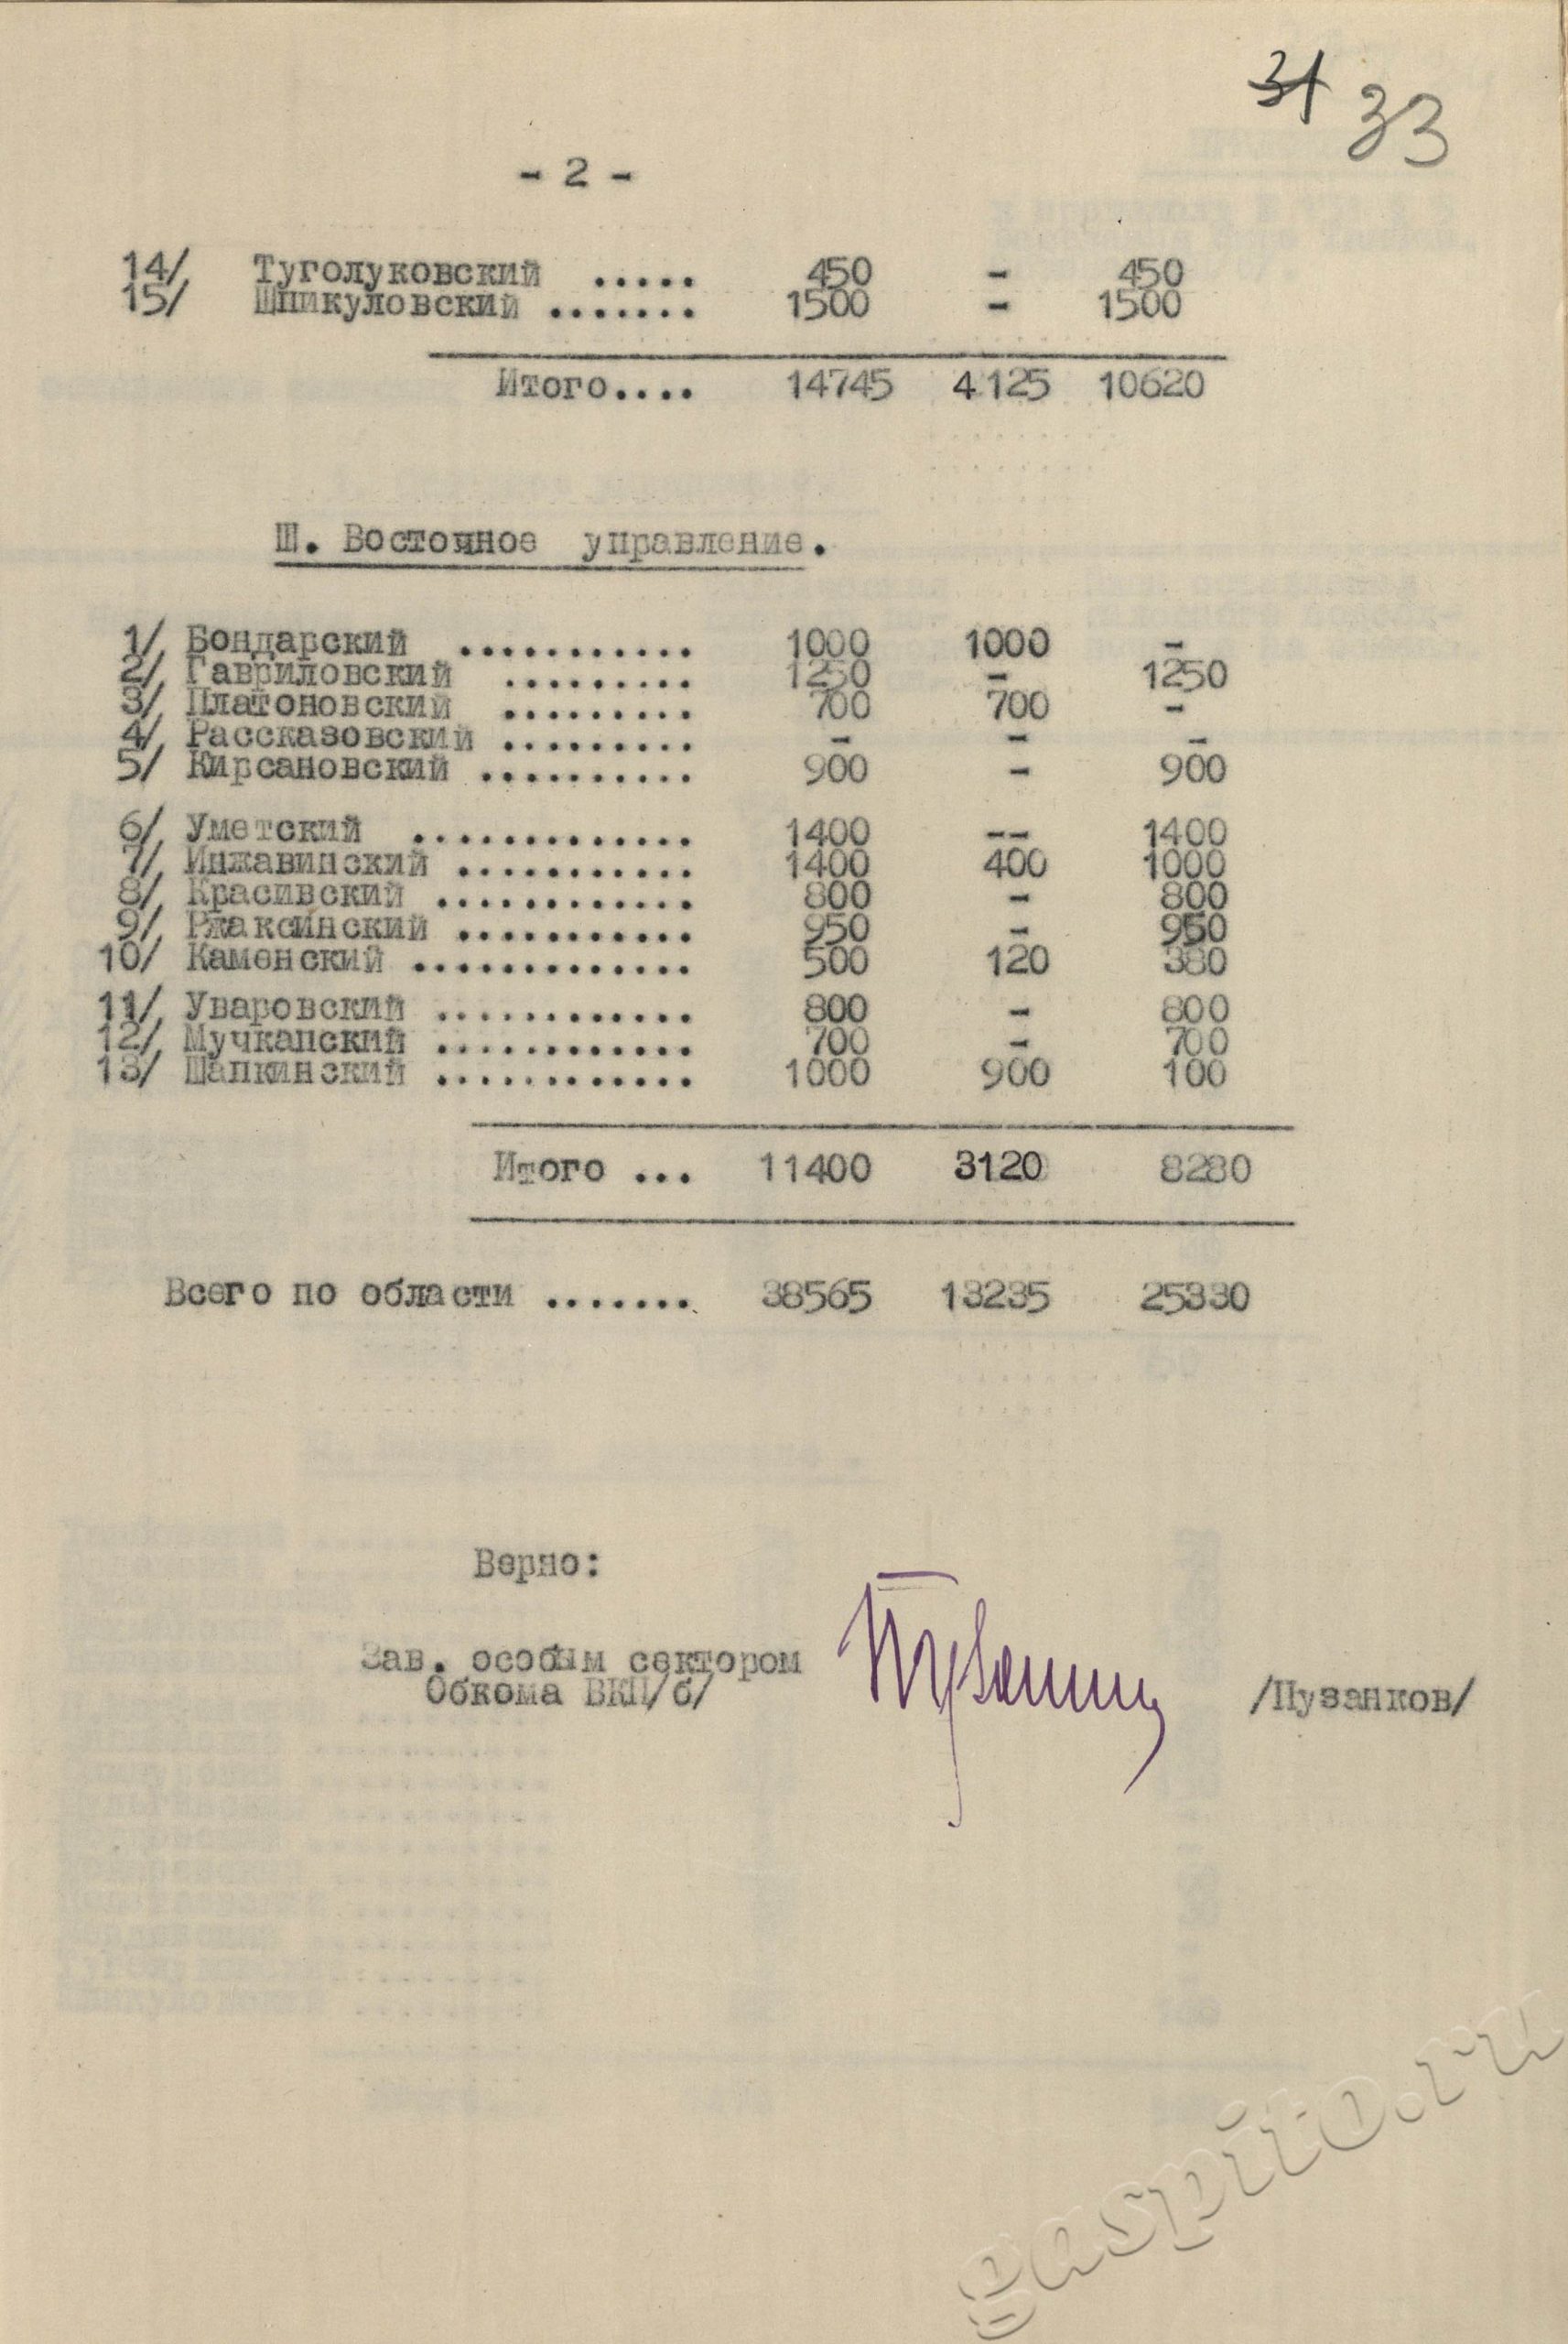 31 33
- 2 -
14/ Туголуковский ..... 450 - 450
15/ Шпикуловский ....... 1500 - 1500
Итого.... 14745 4125 10620
Ш. Восточное управление.
1/ Бондарский ........... 1000 1000 -
2/ Гавриловский ......... 1250 - 1250
3/ Платоновский ......... 700 700 -
4/ Рассказовский ......... - - -
5/ Кирсановский .......... 900 - 900
6/ Уметский ............. 1400 -- 1400
7/ Инжавинский ........... 1400 400 1000
8/ Красивский ............ 800 - 800
9/ Ржаксинский ........... 950 - 950
10/ Каменский ............. 500 120 380
11/ Уваровский ............ 800 - 800
12/ Мучкапский ............ 700 - 700
13/ Шапкинский ............ 1000 900 100
Итого ... 11400 3120 8280
Всего по области ....... 38565 13235 25330
Верно:
Зав. особым сектором
Обкома ВКП/б/ /Пузанков/
gaspito.ru